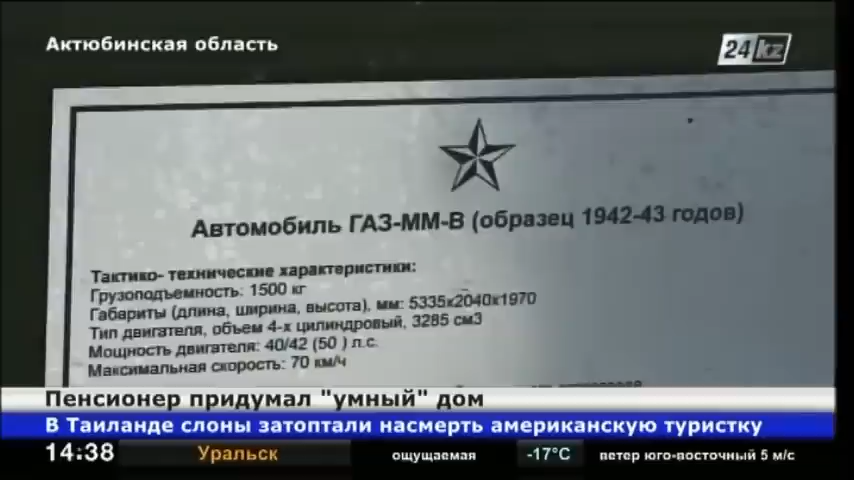 Актюбинская область
24 kz
Автомобиль ГАЗ-ММ-В (образец 1942-43 годов)
Тактико- технические характеристики:
Грузоподъемность: 1500 кг
Габариты (длина, ширина, высота), мм: 5335х2040х1970
Тип двигателя, объем 4-х цилиндровый, 3285 см3
Мощность двигателя: 40/42 (50 ) л.с.
Максимальная скорость: 70 км/ч
Пенсионер придумал "умный" дом
В Таиланде слоны затоптали насмерть американскую туристку
14:38 Уральск ощущаемая -17°C ветер юго-восточный 5 м/с